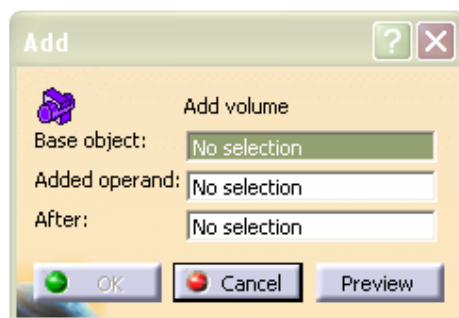 Add
Add volume
Base object: No selection
Added operand: No selection
After: No selection
OK Cancel Preview